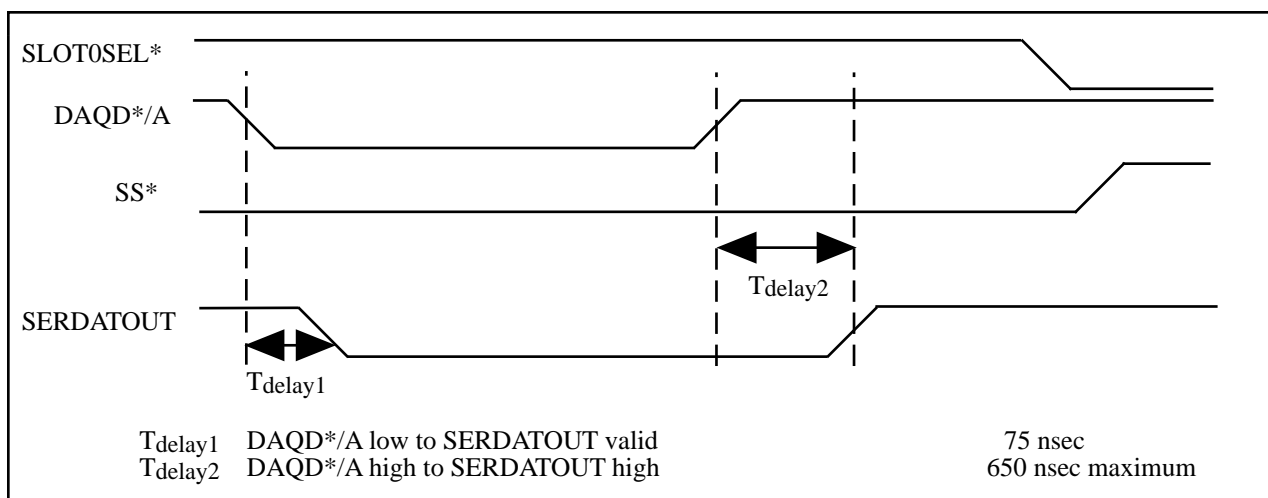 SLOT0SEL*
DAQD*/A
SS*
Tdelay2
SERDATOUT
Tdelay1
Tdelay1 DAQD*/A low to SERDATOUT valid 75 nsec
Tdelay2 DAQD*/A high to SERDATOUT high 650 nsec maximum